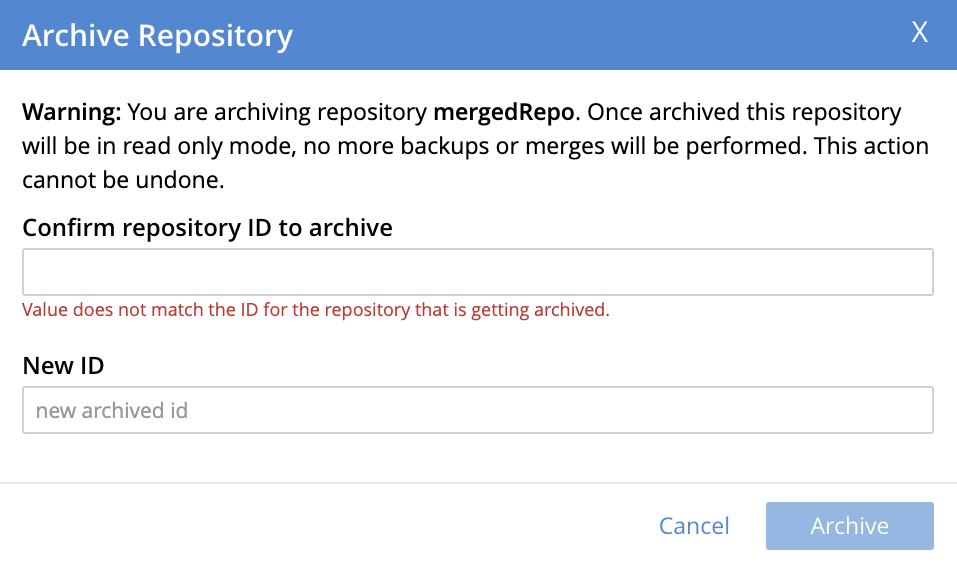 Archive Repository
X
Warning: You are archiving repository mergedRepo. Once archived this repository
will be in read only mode, no more backups or merges will be performed. This action
cannot be undone.
Confirm repository ID to archive
Value does not match the ID for the repository that is getting archived.
New ID
new archived id
Cancel
Archive